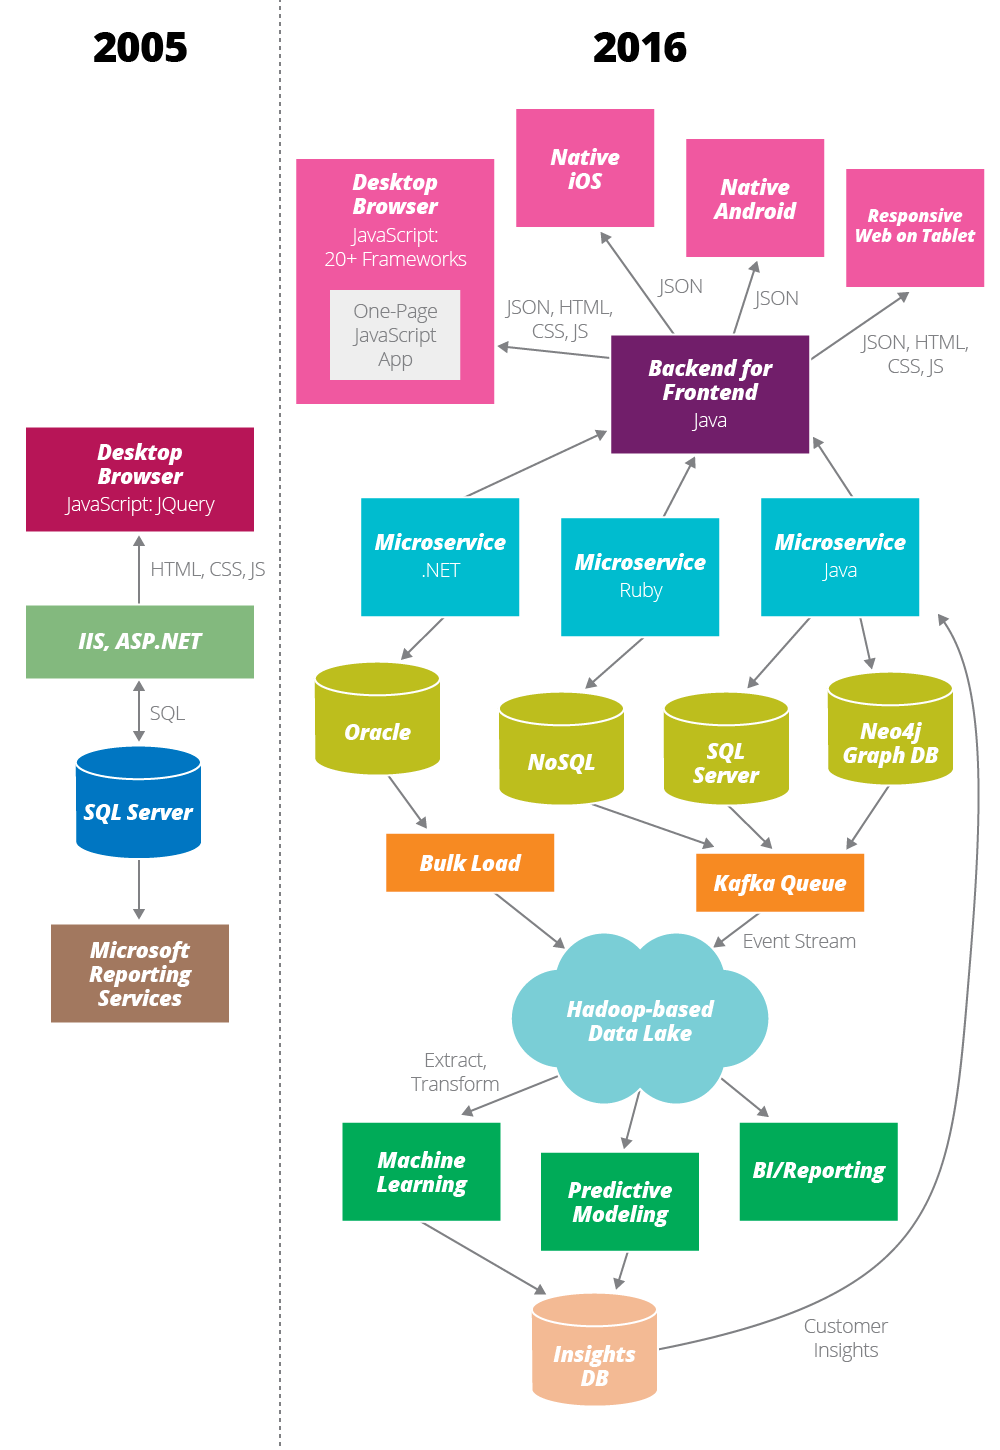 2005
Desktop
Browser
JavaScript: JQuery
HTML, CSS, JS
IIS, ASP.NET
SQL
SQL Server
Microsoft
Reporting
Services
2016
Desktop
Browser
JavaScript:
20+ Frameworks
One-Page
JavaScript
App
Native
iOS
Native
Android
Responsive
Web on Tablet
JSON, HTML,
CSS, JS
JSON
JSON
JSON, HTML,
CSS, JS
Backend for
Frontend
Java
Microservice
.NET
Microservice
Ruby
Microservice
Java
Oracle
NoSQL
SQL
Server
Neo4j
Graph DB
Bulk Load
Kafka Queue
Event Stream
Hadoop-based
Data Lake
Extract,
Transform
Machine
Learning
Predictive
Modeling
BI/Reporting
Insights
DB
Customer
Insights